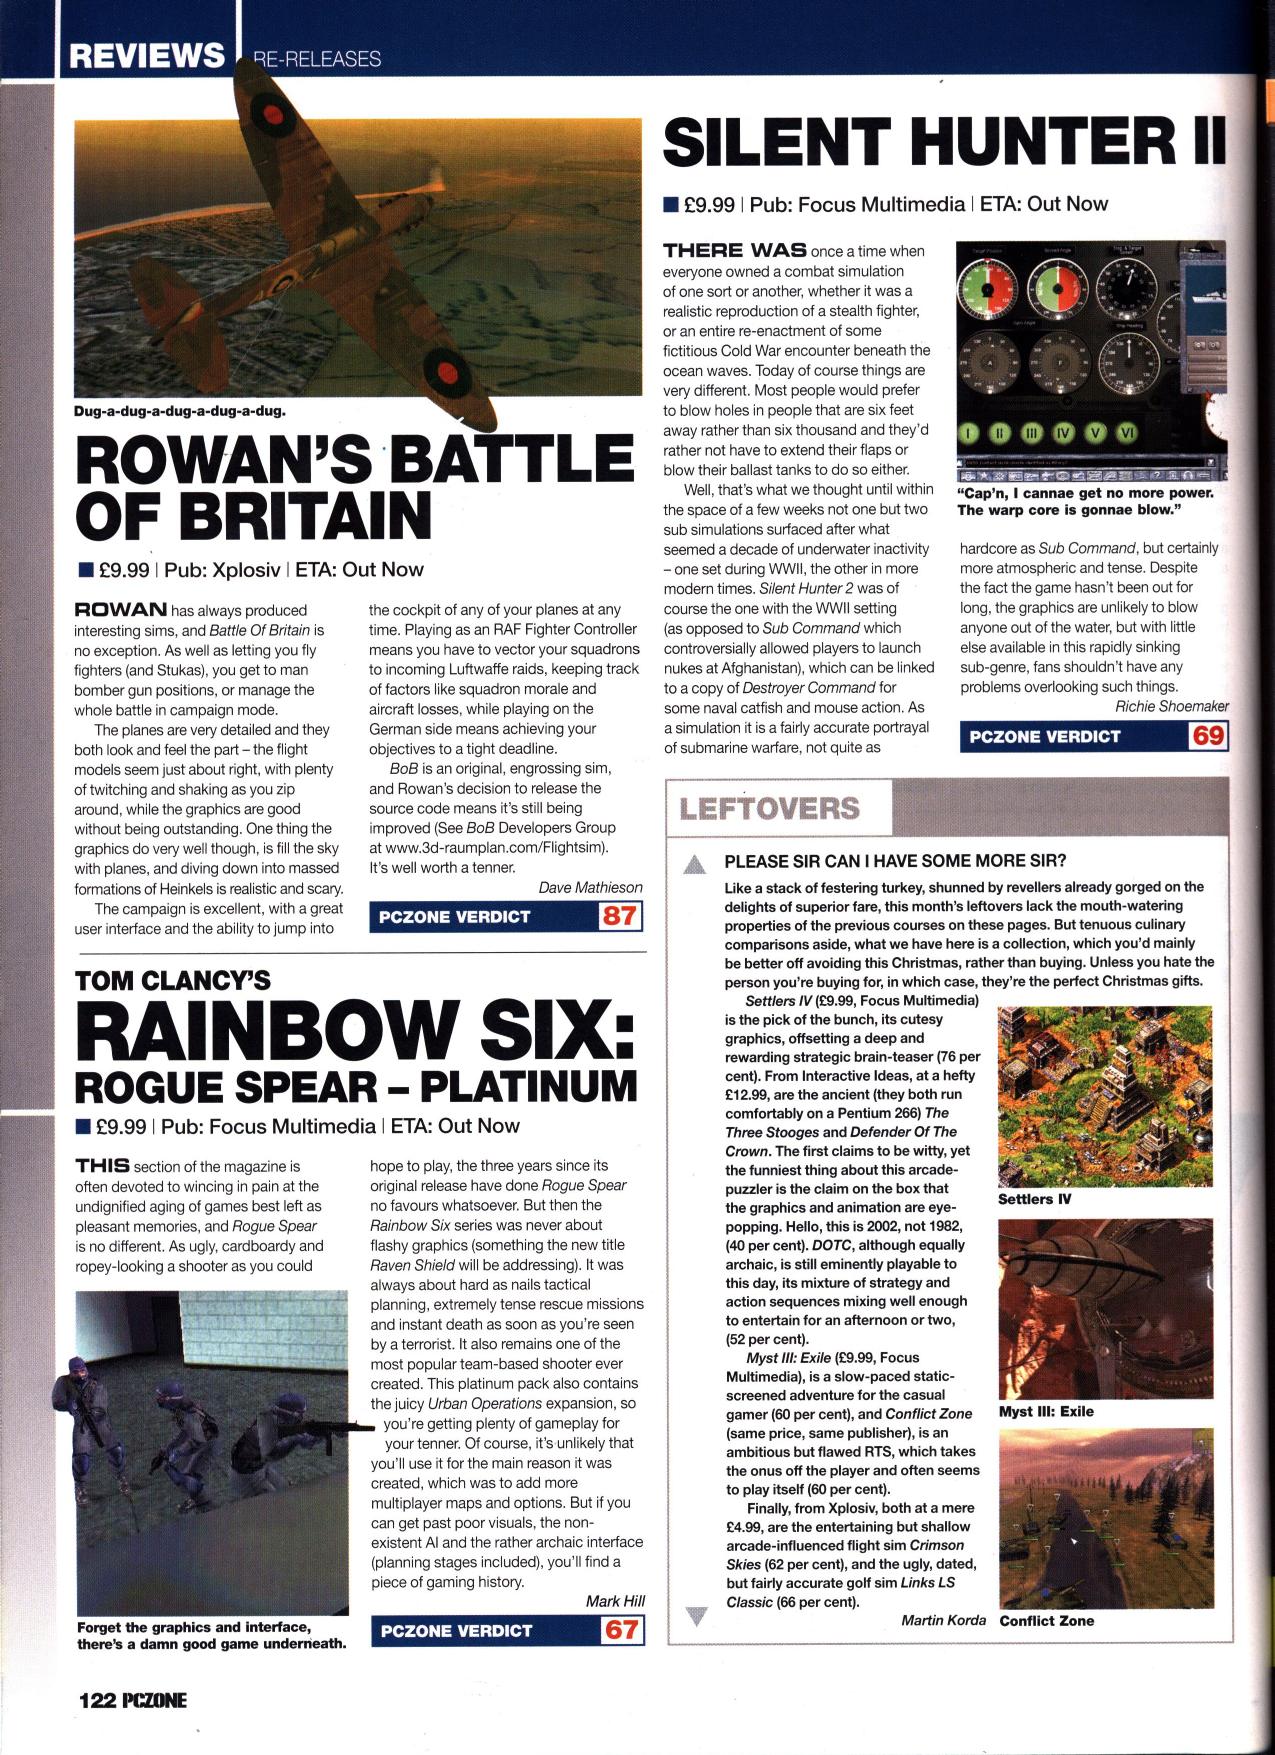 REVIEWS
RE-RELEASES
Dug-a-dug-a-dug-a-dug-a-dug.
ROWAN'S BATTLE
OF BRITAIN
£9.99 | Pub: Xplosiv | ETA: Out Now
ROWAN has always produced
interesting sims, and Battle Of Britain is
no exception. As well as letting you fly
fighters (and Stukas), you get to man
bomber gun positions, or manage the
whole battle in campaign mode.
The planes are very detailed and they
both look and feel the part – the flight
models seem just about right, with plenty
of twitching and shaking as you zip
around, while the graphics are good
without being outstanding. One thing the
graphics do very well though, is fill the sky
with planes, and diving down into massed
formations of Heinkels is realistic and scary.
The campaign is excellent, with a great
user interface and the ability to jump into
the cockpit of any of your planes at any
time. Playing as an RAF Fighter Controller
means you have to vector your squadrons
to incoming Luftwaffe raids, keeping track
of factors like squadron morale and
aircraft losses, while playing on the
German side means achieving your
objectives to a tight deadline.
BoB is an original, engrossing sim,
and Rowan's decision to release the
source code means it's still being
improved (See BoB Developers Group
at www.3d-raumplan.com/Flightsim).
It's well worth a tenner.
Dave Mathieson
PCZONE VERDICT 87
TOM CLANCY'S
RAINBOW SIX:
ROGUE SPEAR – PLATINUM
£9.99 | Pub: Focus Multimedia | ETA: Out Now
THIS section of the magazine is
often devoted to wincing in pain at the
undignified aging of games best left as
pleasant memories, and Rogue Spear
is no different. As ugly, cardboardy and
ropey-looking a shooter as you could
Forget the graphics and interface,
there's a damn good game underneath.
hope to play, the three years since its
original release have done Rogue Spear
no favours whatsoever. But then the
Rainbow Six series was never about
flashy graphics (something the new title
Raven Shield will be addressing). It was
always about hard as nails tactical
planning, extremely tense rescue missions
and instant death as soon as you're seen
by a terrorist. It also remains one of the
most popular team-based shooter ever
created. This platinum pack also contains
the juicy Urban Operations expansion, so
you're getting plenty of gameplay for
your tenner. Of course, it's unlikely that
you'll use it for the main reason it was
created, which was to add more
multiplayer maps and options. But if you
can get past poor visuals, the non-
existent AI and the rather archaic interface
(planning stages included), you'll find a
piece of gaming history.
Mark Hill
PCZONE VERDICT 67
SILENT HUNTER II
£9.99 | Pub: Focus Multimedia | ETA: Out Now
THERE WAS once a time when
everyone owned a combat simulation
of one sort or another, whether it was a
realistic reproduction of a stealth fighter,
or an entire re-enactment of some
fictitious Cold War encounter beneath the
ocean waves. Today of course things are
very different. Most people would prefer
to blow holes in people that are six feet
away rather than six thousand and they'd
rather not have to extend their flaps or
blow their ballast tanks to do so either.
Well, that's what we thought until within
the space of a few weeks not one but two
sub simulations surfaced after what
seemed a decade of underwater inactivity
– one set during WWII, the other in more
modern times. Silent Hunter 2 was of
course the one with the WWII setting
(as opposed to Sub Command which
controversially allowed players to launch
nukes at Afghanistan), which can be linked
to a copy of Destroyer Command for
some naval catfish and mouse action. As
a simulation it is a fairly accurate portrayal
of submarine warfare, not quite as
I II III IV V VI
"Cap'n, I cannae get no more power.
The warp core is gonnae blow."
hardcore as Sub Command, but certainly
more atmospheric and tense. Despite
the fact the game hasn't been out for
long, the graphics are unlikely to blow
anyone out of the water, but with little
else available in this rapidly sinking
sub-genre, fans shouldn't have any
problems overlooking such things.
Richie Shoemaker
PCZONE VERDICT 69
LEFTOVERS
PLEASE SIR CAN I HAVE SOME MORE SIR?
Like a stack of festering turkey, shunned by revellers already gorged on the
delights of superior fare, this month's leftovers lack the mouth-watering
properties of the previous courses on these pages. But tenuous culinary
comparisons aside, what we have here is a collection, which you'd mainly
be better off avoiding this Christmas, rather than buying. Unless you hate the
person you're buying for, in which case, they're the perfect Christmas gifts.
Settlers IV (£9.99, Focus Multimedia)
is the pick of the bunch, its cutesy
graphics, offsetting a deep and
rewarding strategic brain-teaser (76 per
cent). From Interactive Ideas, at a hefty
£12.99, are the ancient (they both run
comfortably on a Pentium 266) The
Three Stooges and Defender Of The
Crown. The first claims to be witty, yet
the funniest thing about this arcade-
puzzler is the claim on the box that
the graphics and animation are eye-
popping. Hello, this is 2002, not 1982,
(40 per cent). DOTC, although equally
archaic, is still eminently playable to
this day, its mixture of strategy and
action sequences mixing well enough
to entertain for an afternoon or two,
(52 per cent).
Myst III: Exile (£9.99, Focus
Multimedia), is a slow-paced static-
screened adventure for the casual
gamer (60 per cent), and Conflict Zone
(same price, same publisher), is an
ambitious but flawed RTS, which takes
the onus off the player and often seems
to play itself (60 per cent).
Finally, from Xplosiv, both at a mere
£4.99, are the entertaining but shallow
arcade-influenced flight sim Crimson
Skies (62 per cent), and the ugly, dated,
but fairly accurate golf sim Links LS
Classic (66 per cent).
Martin Korda
Settlers IV
Myst III: Exile
Conflict Zone
122 PCZONE